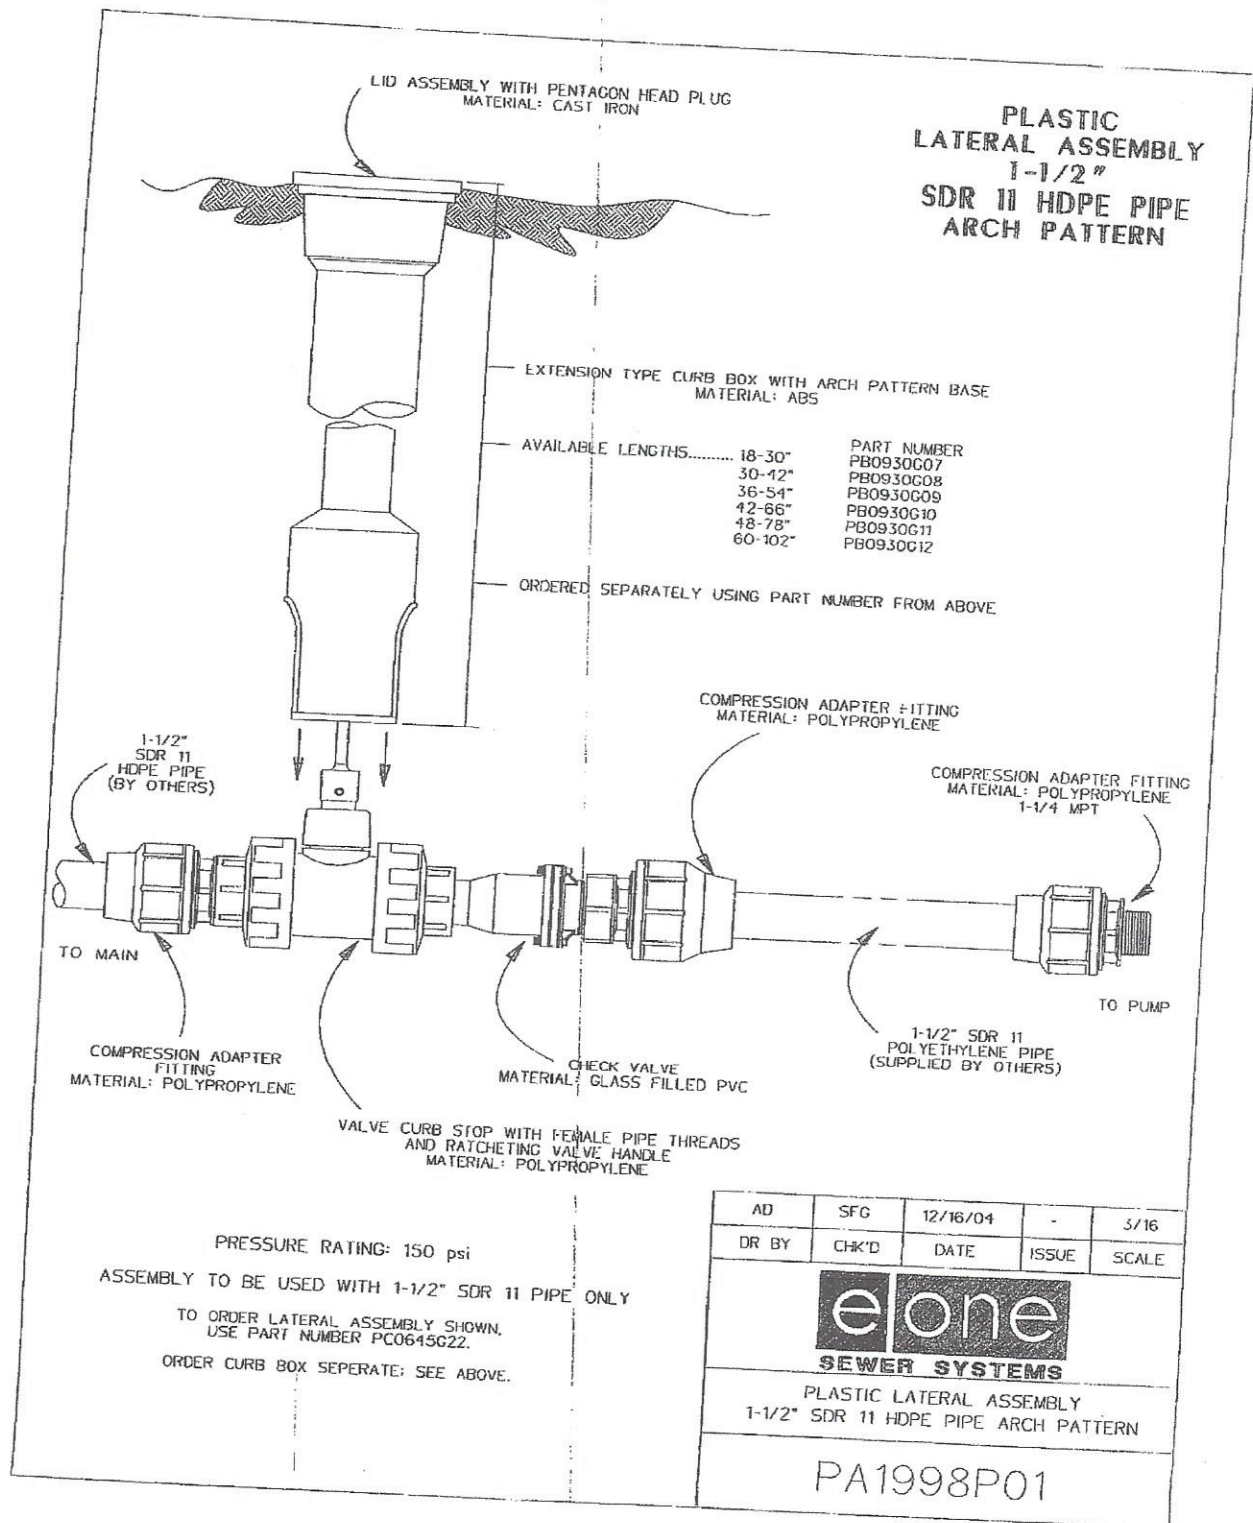 LID ASSEMBLY WITH PENTAGON HEAD PLUG
MATERIAL: CAST IRON
PLASTIC
LATERAL ASSEMBLY
1-1/2"
SDR 11 HDPE PIPE
ARCH PATTERN
EXTENSION TYPE CURB BOX WITH ARCH PATTERN BASE
MATERIAL: ABS
PART NUMBER
AVAILABLE LENGTHS.......... 18-30" PB0930G07
30-42" PB0930G08
36-54" PB0930G09
42-66" PB0930G10
48-78" PB0930G11
60-102" PB0930G12
ORDERED SEPARATELY USING PART NUMBER FROM ABOVE
COMPRESSION ADAPTER FITTING
MATERIAL: POLYPROPYLENE
1-1/2"
SDR 11
HDPE PIPE
(BY OTHERS)
COMPRESSION ADAPTER FITTING
MATERIAL: POLYPROPYLENE
1-1/4 MPT
TO MAIN
TO PUMP
COMPRESSION ADAPTER
FITTING
MATERIAL: POLYPROPYLENE
CHECK VALVE
MATERIAL: GLASS FILLED PVC
1-1/2" SDR 11
POLYETHYLENE PIPE
(SUPPLIED BY OTHERS)
VALVE CURB STOP WITH FEMALE PIPE THREADS
AND RATCHETING VALVE HANDLE
MATERIAL: POLYPROPYLENE
PRESSURE RATING: 150 psi
ASSEMBLY TO BE USED WITH 1-1/2" SDR 11 PIPE ONLY
TO ORDER LATERAL ASSEMBLY SHOWN,
USE PART NUMBER PC0645G22.
ORDER CURB BOX SEPERATE; SEE ABOVE.
AD SFG 12/16/04 - 3/16
DR BY CHK'D DATE ISSUE SCALE
e one
SEWER SYSTEMS
PLASTIC LATERAL ASSEMBLY
1-1/2" SDR 11 HDPE PIPE ARCH PATTERN
PA1998P01